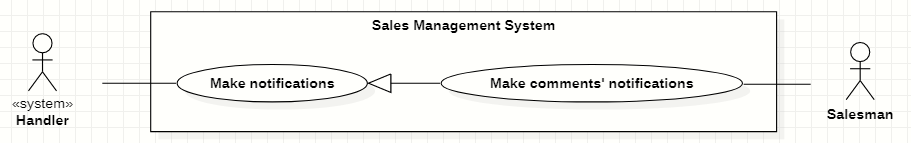 Sales Management System
Make notifications
Make comments' notifications
«system»
Handler
Salesman